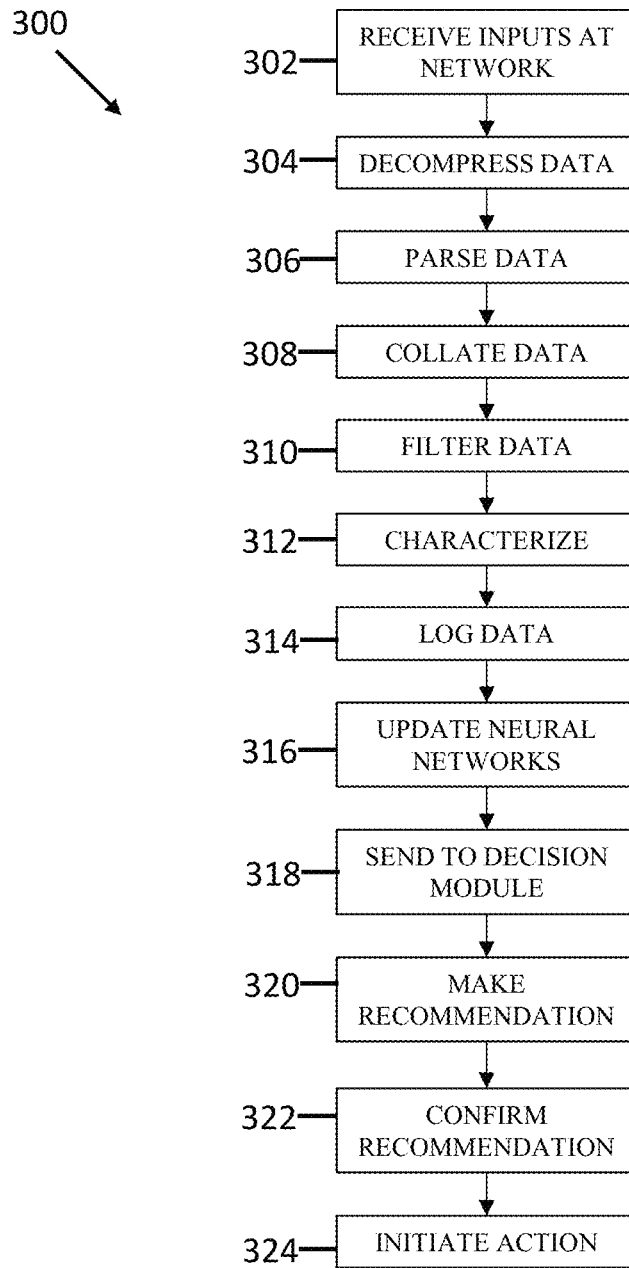 300
302
RECEIVE INPUTS AT
NETWORK
304
DECOMPRESS DATA
306
PARSE DATA
308
COLLATE DATA
310
FILTER DATA
312
CHARACTERIZE
314
LOG DATA
316
UPDATE NEURAL
NETWORKS
318
SEND TO DECISION
MODULE
320
MAKE
RECOMMENDATION
322
CONFIRM
RECOMMENDATION
324
INITIATE ACTION